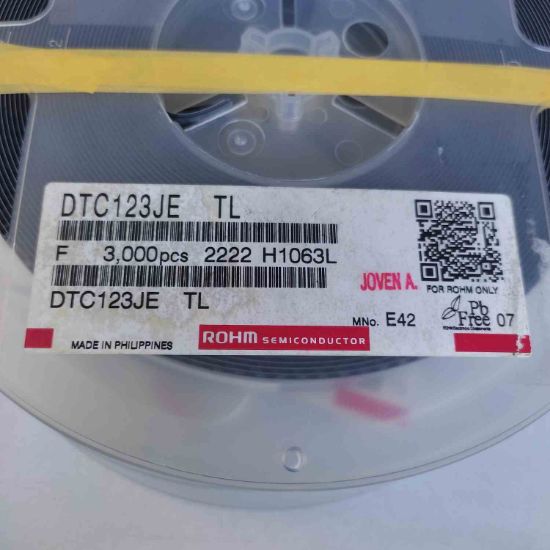 DTC123JE TL
F 3,000pcs 2222 H1063L
JOVEN A.
FOR ROHM ONLY
DTC123JE TL
MNo. E42
Pb
Free 07
MADE IN PHILIPPINES
ROHM SEMICONDUCTOR